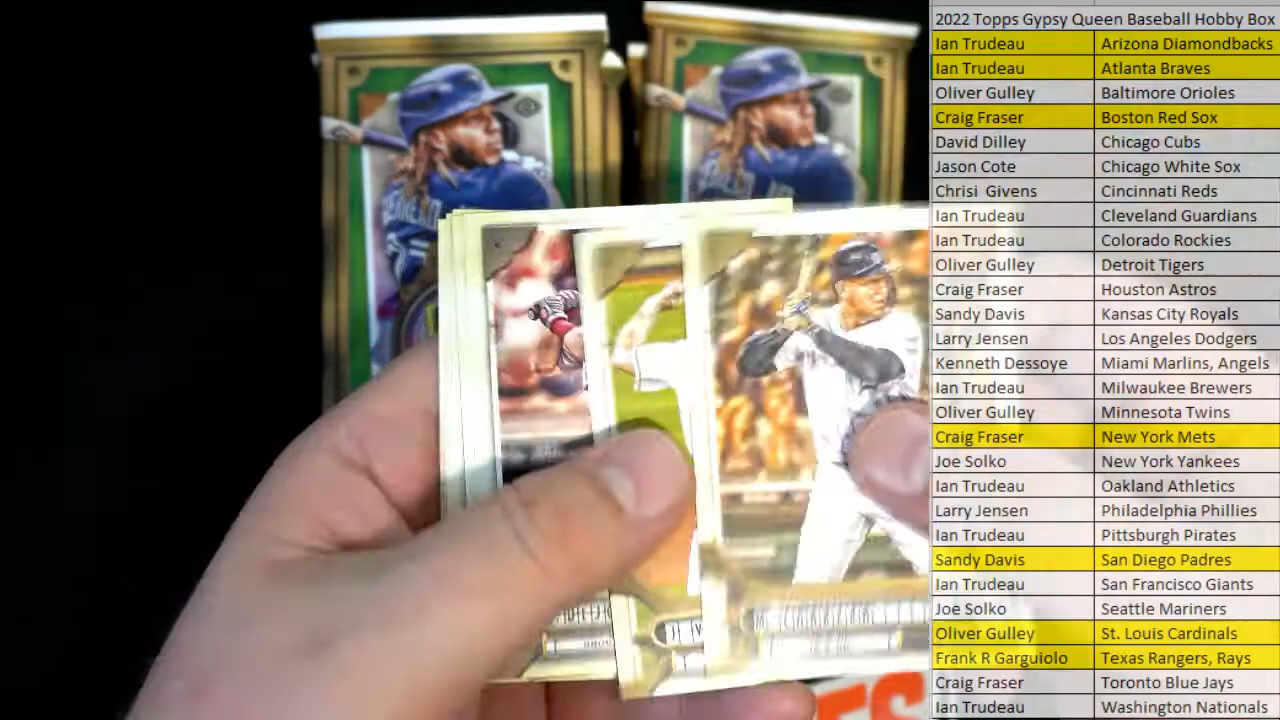 2022 Topps Gypsy Queen Baseball Hobby Box
Ian Trudeau Arizona Diamondbacks
Ian Trudeau Atlanta Braves
Oliver Gulley Baltimore Orioles
Craig Fraser Boston Red Sox
David Dilley Chicago Cubs
Jason Cote Chicago White Sox
Chrisi Givens Cincinnati Reds
Ian Trudeau Cleveland Guardians
Ian Trudeau Colorado Rockies
Oliver Gulley Detroit Tigers
Craig Fraser Houston Astros
Sandy Davis Kansas City Royals
Larry Jensen Los Angeles Dodgers
Kenneth Dessoye Miami Marlins, Angels
Ian Trudeau Milwaukee Brewers
Oliver Gulley Minnesota Twins
Craig Fraser New York Mets
Joe Solko New York Yankees
Ian Trudeau Oakland Athletics
Larry Jensen Philadelphia Phillies
Ian Trudeau Pittsburgh Pirates
Sandy Davis San Diego Padres
Ian Trudeau San Francisco Giants
Joe Solko Seattle Mariners
Oliver Gulley St. Louis Cardinals
Frank R Garguiolo Texas Rangers, Rays
Craig Fraser Toronto Blue Jays
Ian Trudeau Washington Nationals